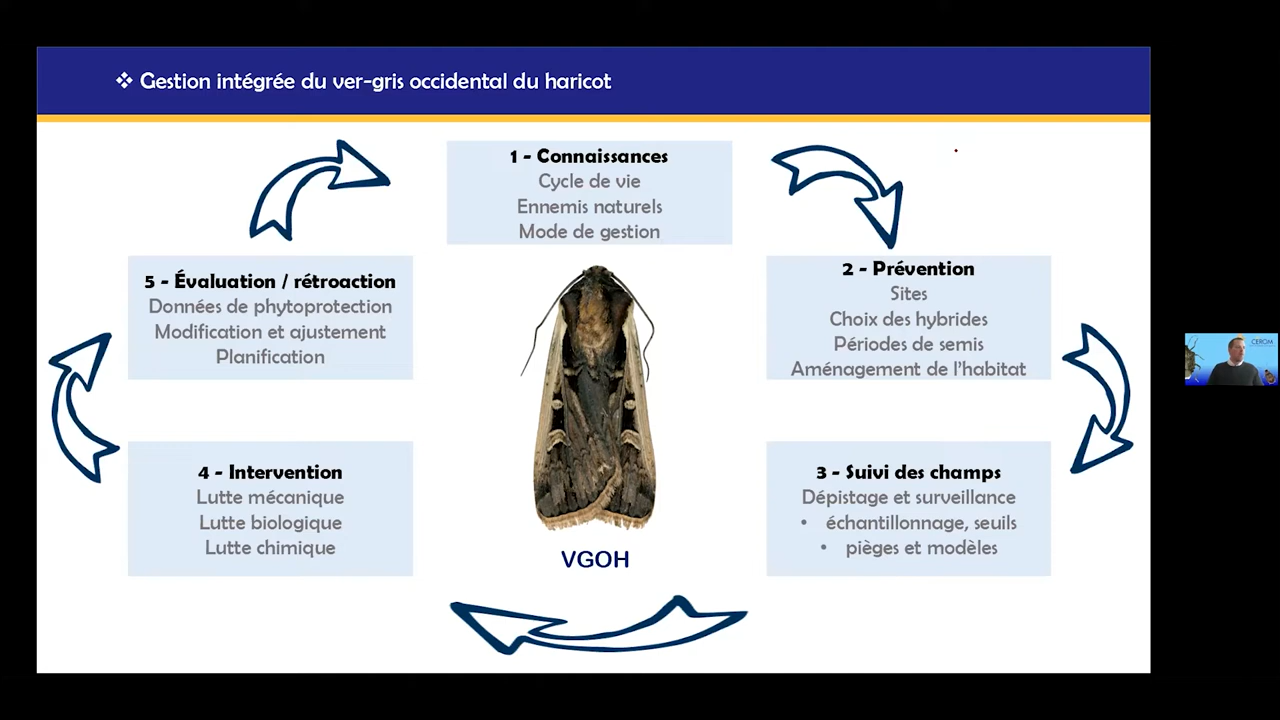 ❖ Gestion intégrée du ver-gris occidental du haricot
1 - Connaissances
Cycle de vie
Ennemis naturels
Mode de gestion
2 - Prévention
Sites
Choix des hybrides
Périodes de semis
Aménagement de l'habitat
3 - Suivi des champs
Dépistage et surveillance
• échantillonnage, seuils
• pièges et modèles
4 - Intervention
Lutte mécanique
Lutte biologique
Lutte chimique
5 - Évaluation / rétroaction
Données de phytoprotection
Modification et ajustement
Planification
VGOH
CEROM